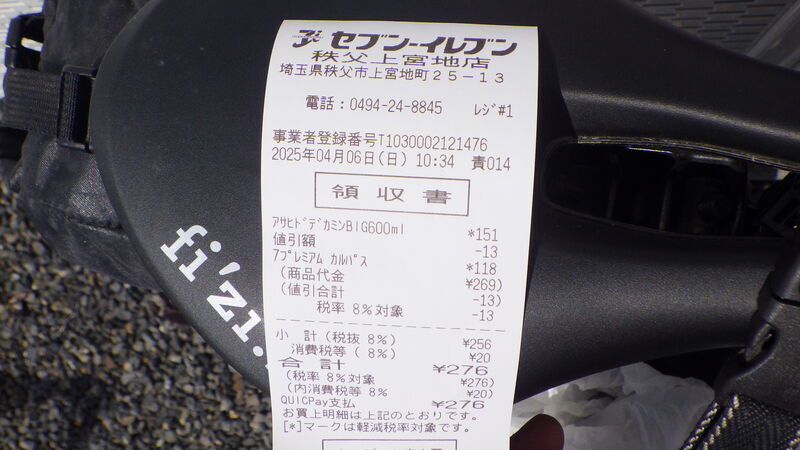 セブン-イレブン
秩父上宮地店
埼玉県秩父市上宮地町25-13
電話:0494-24-8845 レジ#1
事業者登録番号T1030002121476
2025年04月06日(日) 10:34 責014
領収書
アサヒドデカミンBIG600ml *151
値引額 -13
7プレミアム カルパス *118
(商品代金 ¥269)
(値引合計 -13)
税率 8%対象 -13
小 計(税抜 8%) ¥256
消費税等( 8%) ¥20
合 計 ¥276
(税率 8%対象 ¥276)
(内消費税等 8% ¥20)
QUICPay支払 ¥276
お買上明細は上記のとおりです。
[*]マークは軽減税率対象です。
fi'zi: